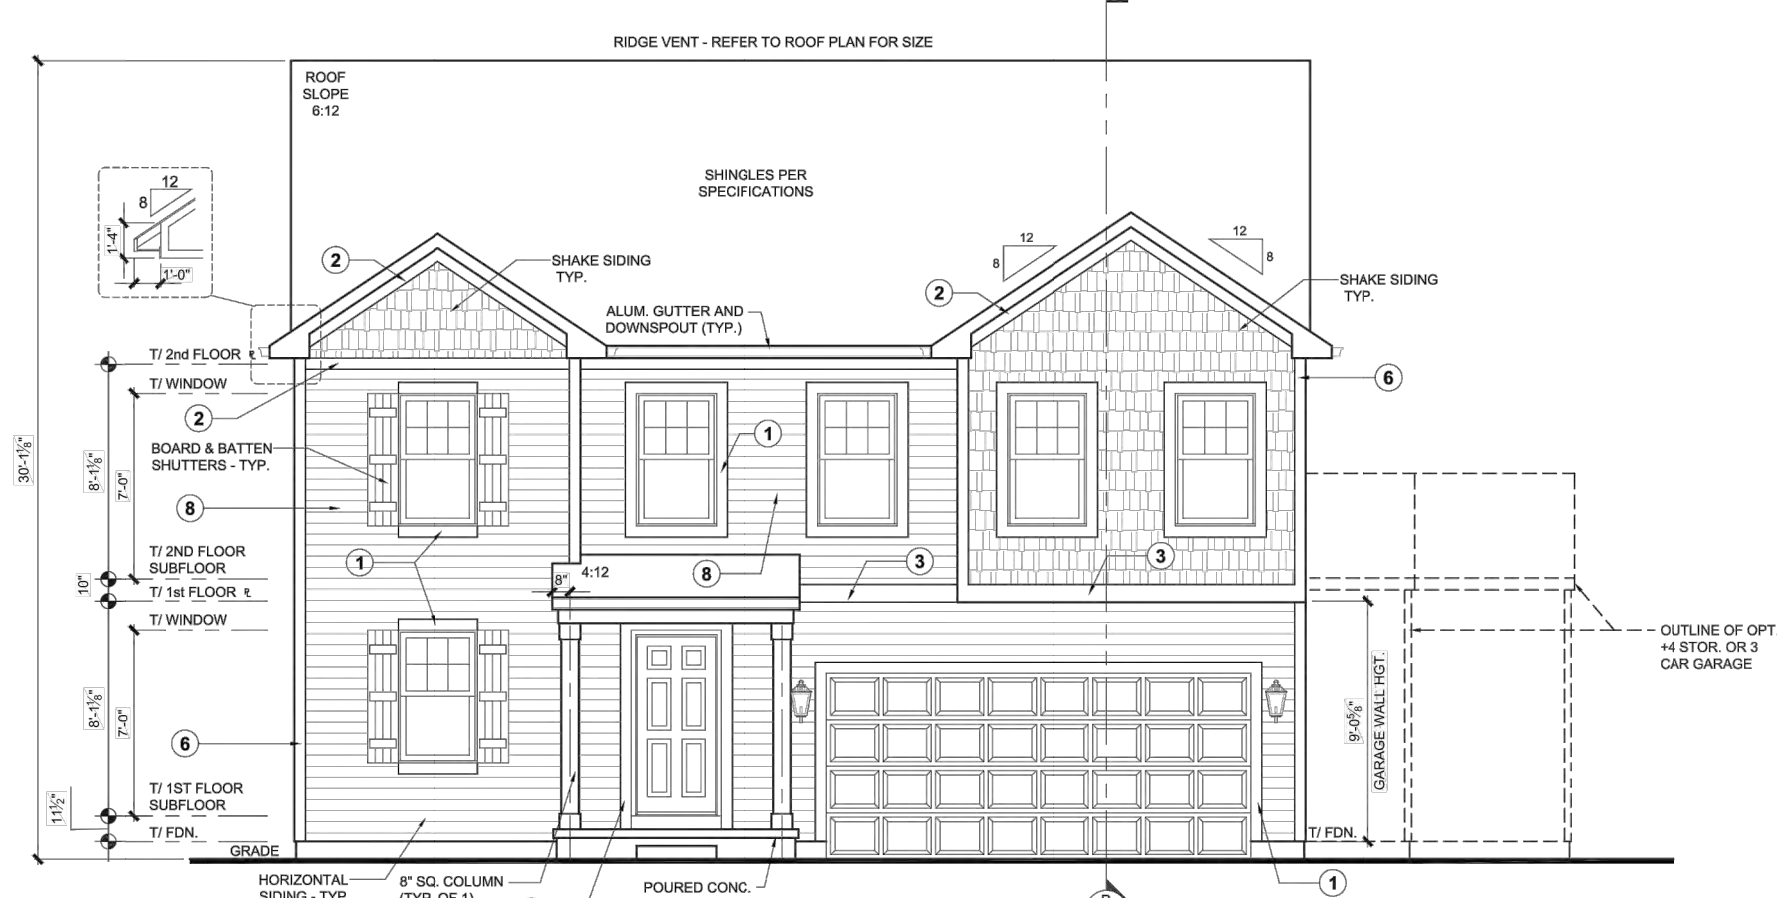 RIDGE VENT - REFER TO ROOF PLAN FOR SIZE
ROOF
SLOPE
6:12
SHINGLES PER
SPECIFICATIONS
12
8
1'-4"
1'-0"
2
SHAKE SIDING
TYP.
ALUM. GUTTER AND
DOWNSPOUT (TYP.)
2
12
8
12
8
SHAKE SIDING
TYP.
T/ 2nd FLOOR ℄
T/ WINDOW
2
6
30'-1⅛"
8'-1⅛"
7'-0"
BOARD & BATTEN
SHUTTERS - TYP.
1
8
T/ 2ND FLOOR
SUBFLOOR
10"
T/ 1st FLOOR ℄
T/ WINDOW
1
8"
4:12
8
3
3
OUTLINE OF OPT.
+4 STOR. OR 3
CAR GARAGE
8'-1⅛"
7'-0"
6
9'-0⅝"
GARAGE WALL HGT.
T/ 1ST FLOOR
SUBFLOOR
11½"
T/ FDN.
T/ FDN.
GRADE
HORIZONTAL
SIDING - TYP.
8" SQ. COLUMN
(TYP. OF 1)
POURED CONC.
1